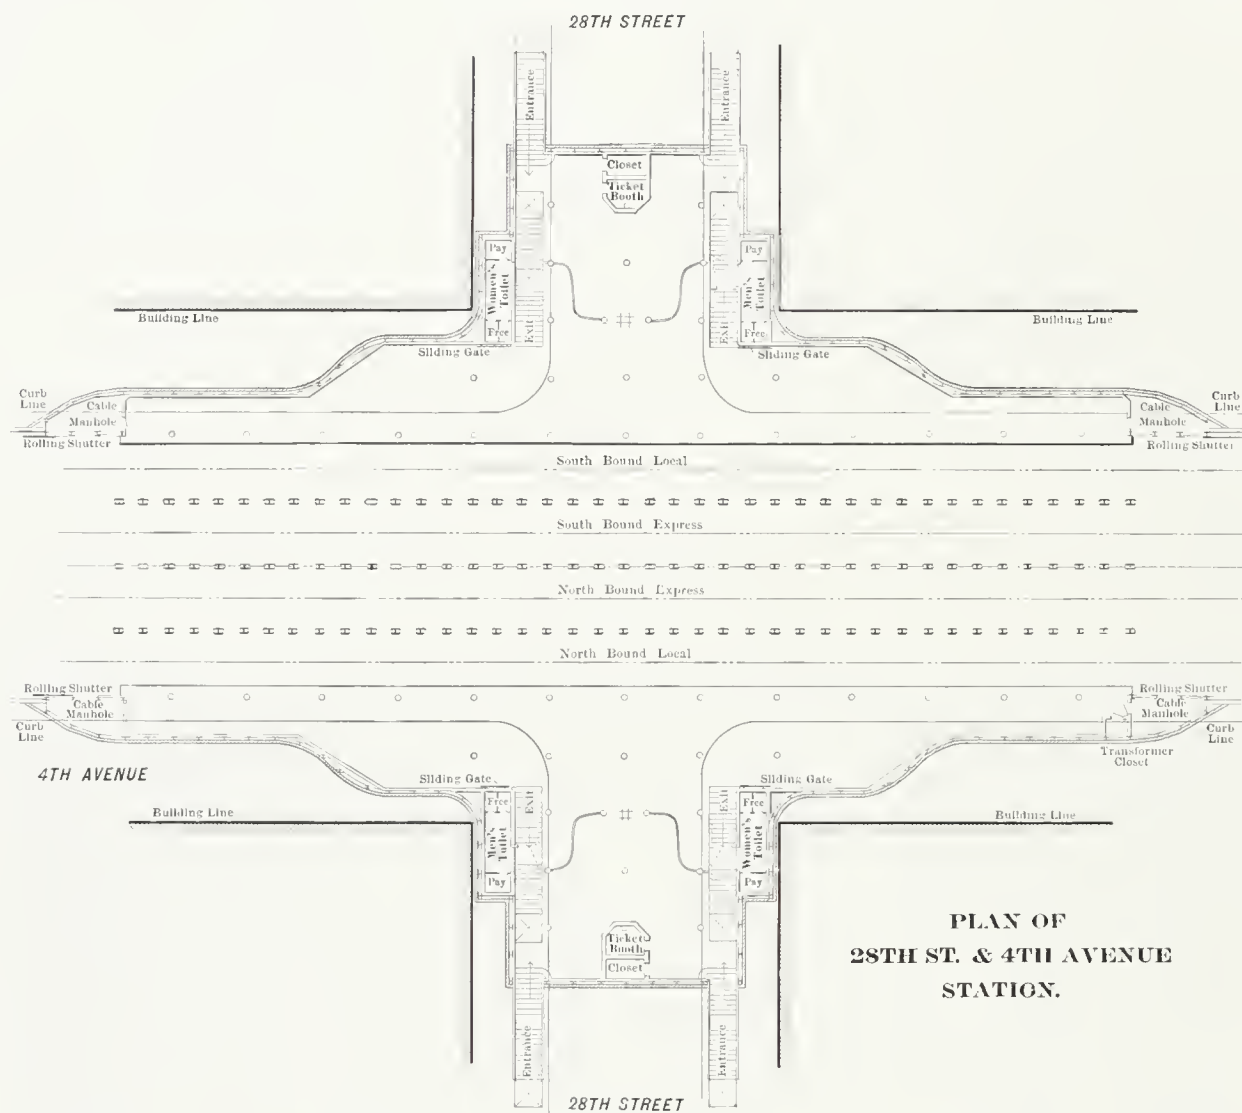 28TH STREET
Entrance
Entrance
Closet
Ticket
Booth
Pay
Women's
Toilet
Free
Exit
Pay
Men's
Toilet
Free
Exit
Building Line
Building Line
Sliding Gate
Sliding Gate
Curb
Line
Cable
Manhole
Rolling Shutter
Cable
Manhole
Curb
Line
Rolling Shutter
South Bound Local
South Bound Express
North Bound Express
North Bound Local
Rolling Shutter
Cable
Manhole
Curb
Line
Rolling Shutter
Cable
Manhole
Curb
Line
Transformer
Closet
4TH AVENUE
Sliding Gate
Sliding Gate
Building Line
Building Line
Free
Men's
Toilet
Pay
Exit
Exit
Free
Women's
Toilet
Pay
Ticket
Booth
Closet
Entrance
Entrance
PLAN OF
28TH ST. & 4TH AVENUE
STATION.
28TH STREET